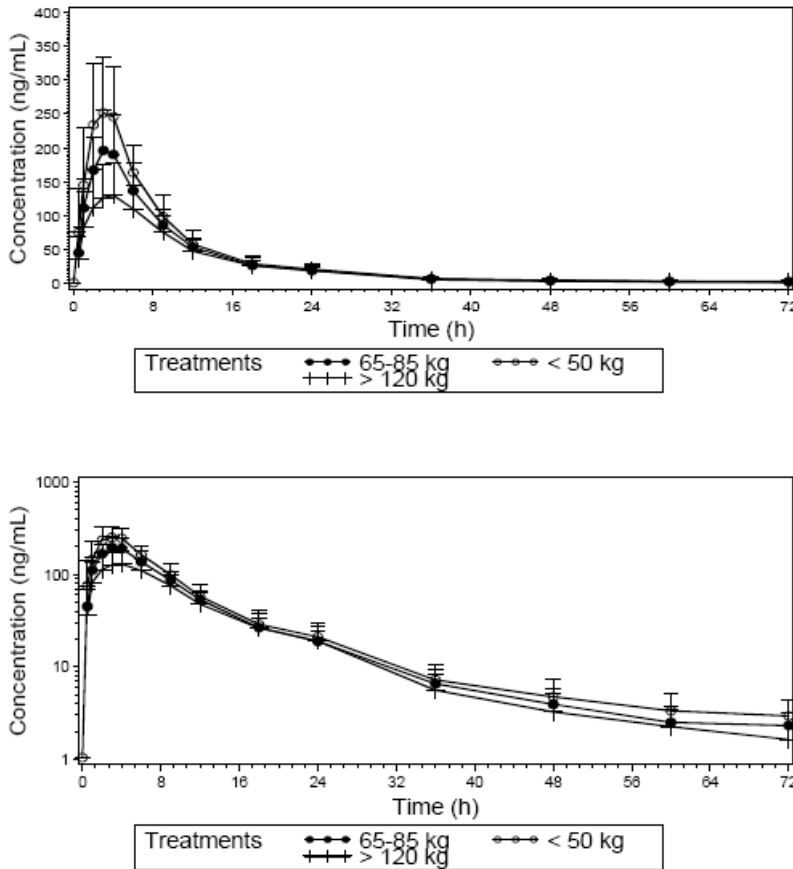 400
350
300
250
200
150
100
50
0
Concentration (ng/mL)
0 8 16 24 32 40 48 56 64 72
Time (h)
Treatments 65-85 kg < 50 kg
> 120 kg
1000
100
10
1
Concentration (ng/mL)
0 8 16 24 32 40 48 56 64 72
Time (h)
Treatments 65-85 kg < 50 kg
> 120 kg